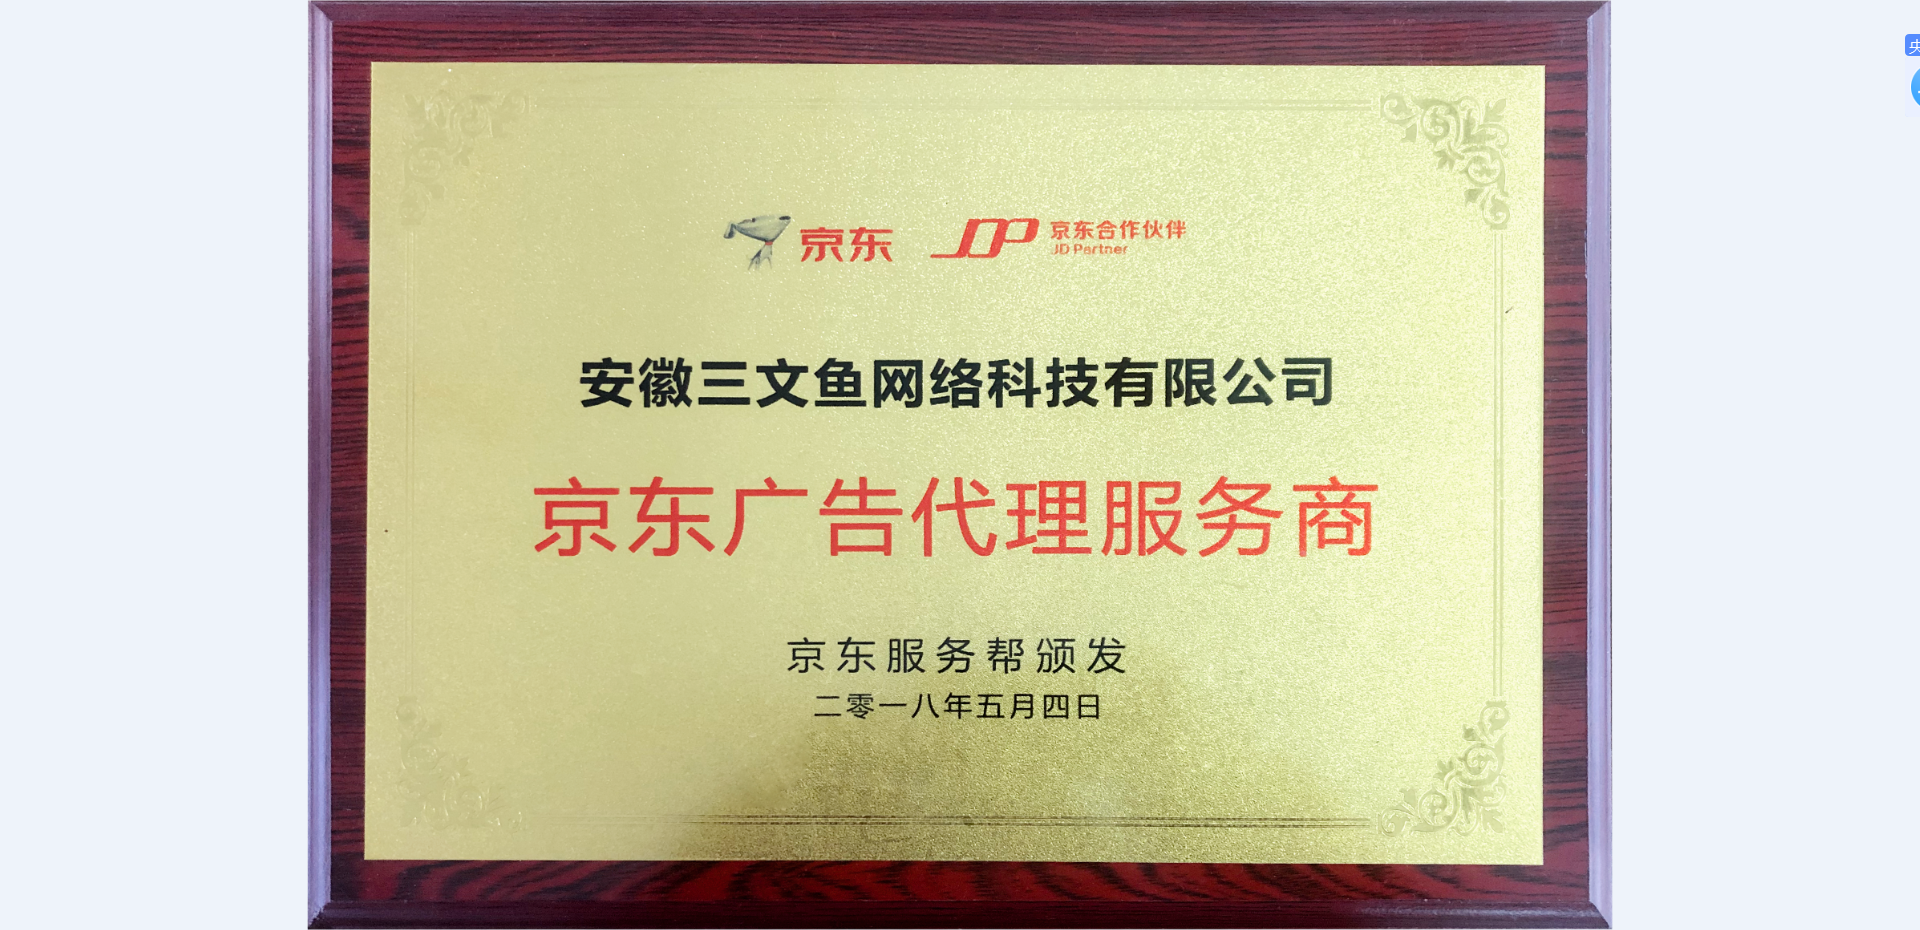 京东
京东合作伙伴
JD Partner
安徽三文鱼网络科技有限公司
京东广告代理服务商
京东服务帮颁发
二零一八年五月四日